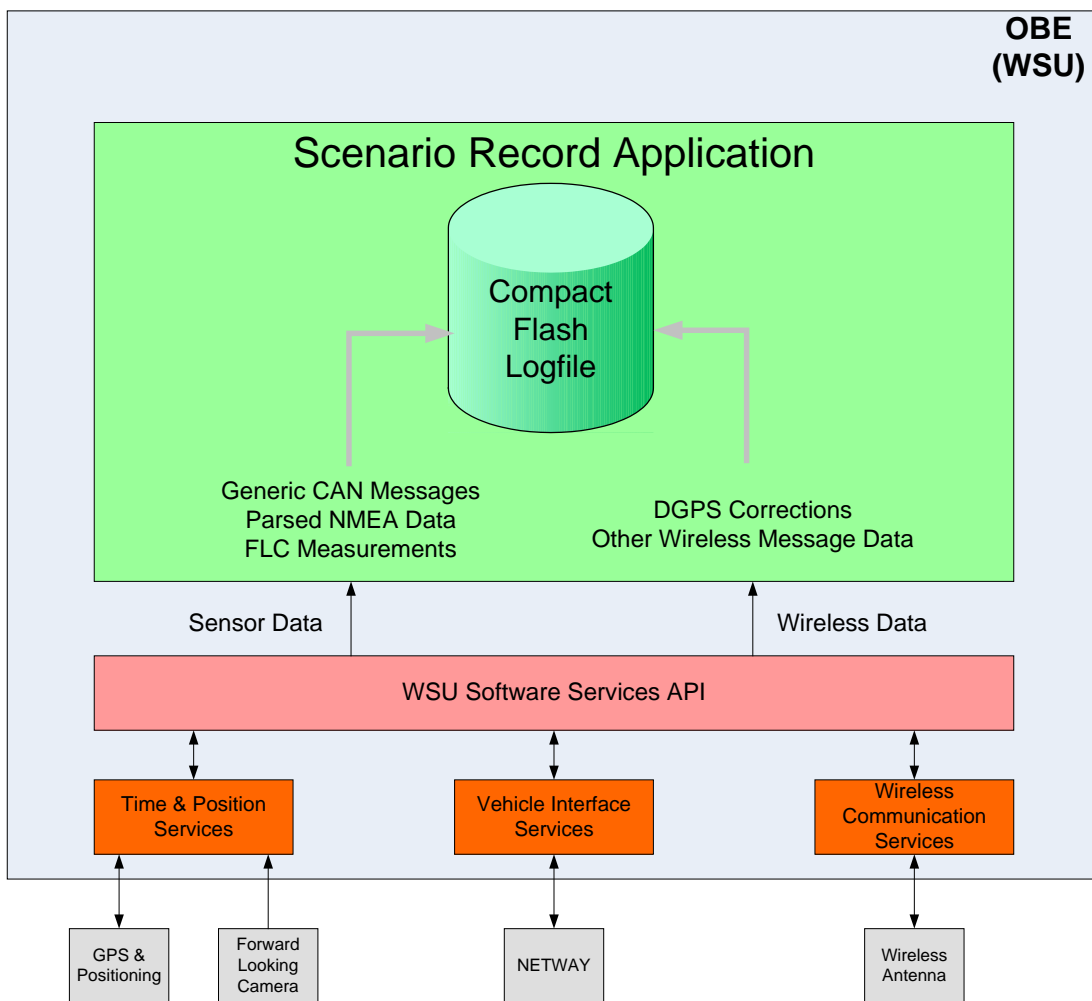 OBE
(WSU)
Scenario Record Application
Compact
Flash
Logfile
Generic CAN Messages
Parsed NMEA Data
FLC Measurements
DGPS Corrections
Other Wireless Message Data
Sensor Data
Wireless Data
WSU Software Services API
Time & Position
Services
Vehicle Interface
Services
Wireless
Communication
Services
GPS &
Positioning
Forward
Looking
Camera
NETWAY
Wireless
Antenna